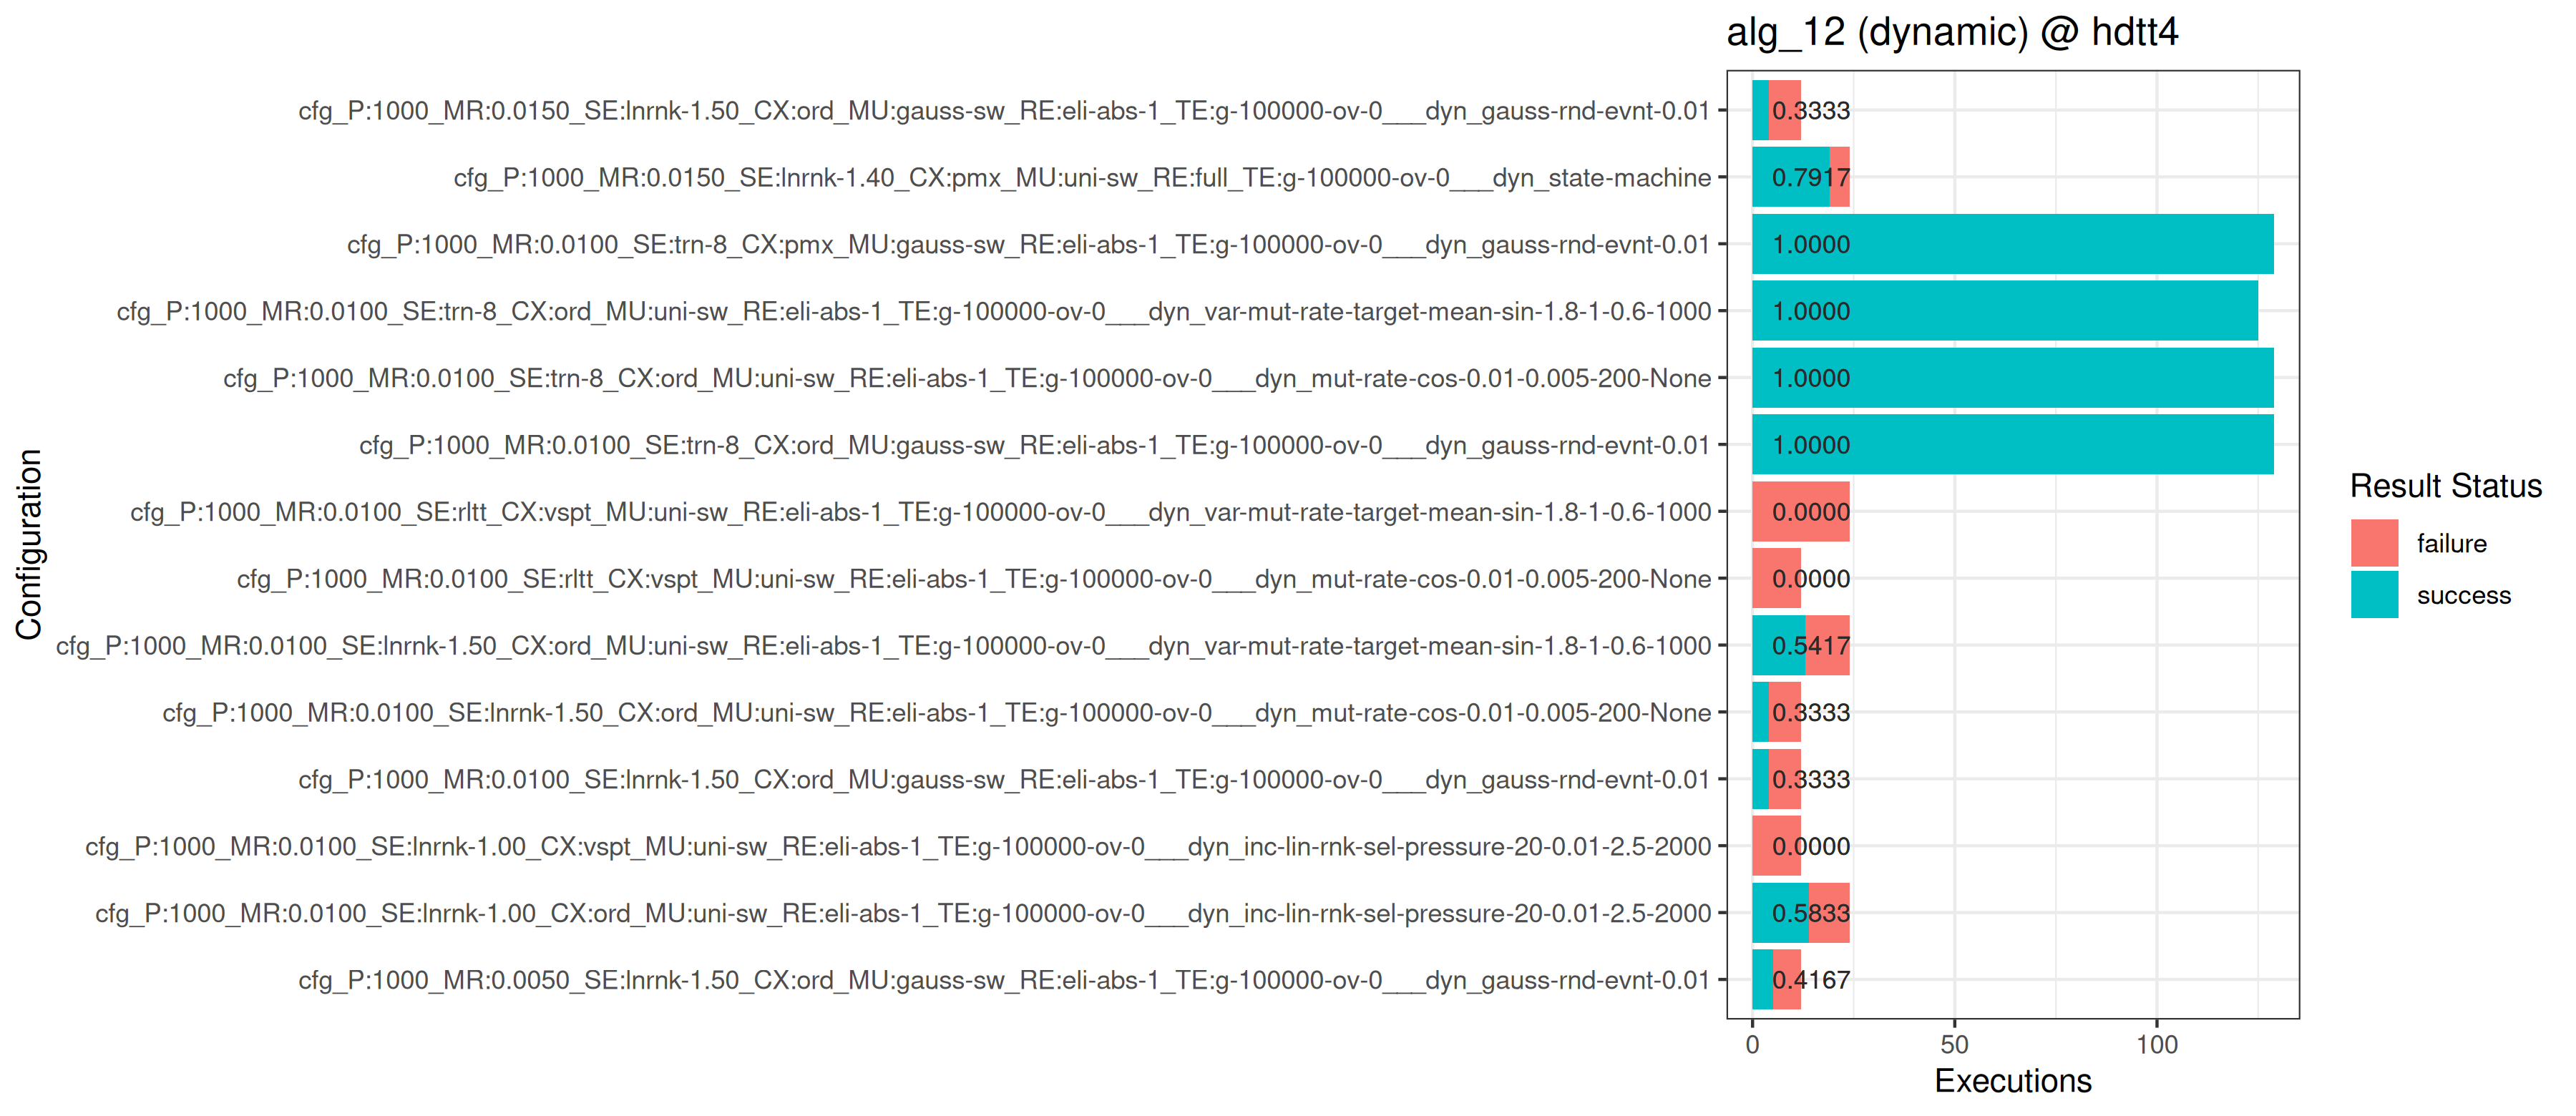 alg_12 (dynamic) @ hdtt4
cfg_P:1000_MR:0.0150_SE:lnrnk-1.50_CX:ord_MU:gauss-sw_RE:eli-abs-1_TE:g-100000-ov-0___dyn_gauss-rnd-evnt-0.01
0.3333
cfg_P:1000_MR:0.0150_SE:lnrnk-1.40_CX:pmx_MU:uni-sw_RE:full_TE:g-100000-ov-0___dyn_state-machine
0.7917
cfg_P:1000_MR:0.0100_SE:trn-8_CX:pmx_MU:gauss-sw_RE:eli-abs-1_TE:g-100000-ov-0___dyn_gauss-rnd-evnt-0.01
1.0000
cfg_P:1000_MR:0.0100_SE:trn-8_CX:ord_MU:uni-sw_RE:eli-abs-1_TE:g-100000-ov-0___dyn_var-mut-rate-target-mean-sin-1.8-1-0.6-1000
1.0000
cfg_P:1000_MR:0.0100_SE:trn-8_CX:ord_MU:uni-sw_RE:eli-abs-1_TE:g-100000-ov-0___dyn_mut-rate-cos-0.01-0.005-200-None
1.0000
cfg_P:1000_MR:0.0100_SE:trn-8_CX:ord_MU:gauss-sw_RE:eli-abs-1_TE:g-100000-ov-0___dyn_gauss-rnd-evnt-0.01
1.0000
cfg_P:1000_MR:0.0100_SE:rltt_CX:vspt_MU:uni-sw_RE:eli-abs-1_TE:g-100000-ov-0___dyn_var-mut-rate-target-mean-sin-1.8-1-0.6-1000
0.0000
cfg_P:1000_MR:0.0100_SE:rltt_CX:vspt_MU:uni-sw_RE:eli-abs-1_TE:g-100000-ov-0___dyn_mut-rate-cos-0.01-0.005-200-None
0.0000
cfg_P:1000_MR:0.0100_SE:lnrnk-1.50_CX:ord_MU:uni-sw_RE:eli-abs-1_TE:g-100000-ov-0___dyn_var-mut-rate-target-mean-sin-1.8-1-0.6-1000
0.5417
cfg_P:1000_MR:0.0100_SE:lnrnk-1.50_CX:ord_MU:uni-sw_RE:eli-abs-1_TE:g-100000-ov-0___dyn_mut-rate-cos-0.01-0.005-200-None
0.3333
cfg_P:1000_MR:0.0100_SE:lnrnk-1.50_CX:ord_MU:gauss-sw_RE:eli-abs-1_TE:g-100000-ov-0___dyn_gauss-rnd-evnt-0.01
0.3333
cfg_P:1000_MR:0.0100_SE:lnrnk-1.00_CX:vspt_MU:uni-sw_RE:eli-abs-1_TE:g-100000-ov-0___dyn_inc-lin-rnk-sel-pressure-20-0.01-2.5-2000
0.0000
cfg_P:1000_MR:0.0100_SE:lnrnk-1.00_CX:ord_MU:uni-sw_RE:eli-abs-1_TE:g-100000-ov-0___dyn_inc-lin-rnk-sel-pressure-20-0.01-2.5-2000
0.5833
cfg_P:1000_MR:0.0050_SE:lnrnk-1.50_CX:ord_MU:gauss-sw_RE:eli-abs-1_TE:g-100000-ov-0___dyn_gauss-rnd-evnt-0.01
0.4167
Configuration
0 50 100
Executions
Result Status
failure
success